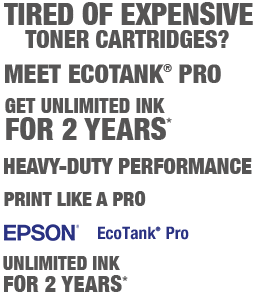 TIRED OF EXPENSIVE
TONER CARTRIDGES?
MEET ECOTANK® PRO
GET UNLIMITED INK
FOR 2 YEARS*
HEAVY-DUTY PERFORMANCE
PRINT LIKE A PRO
EPSON® EcoTank® Pro
UNLIMITED INK
FOR 2 YEARS*